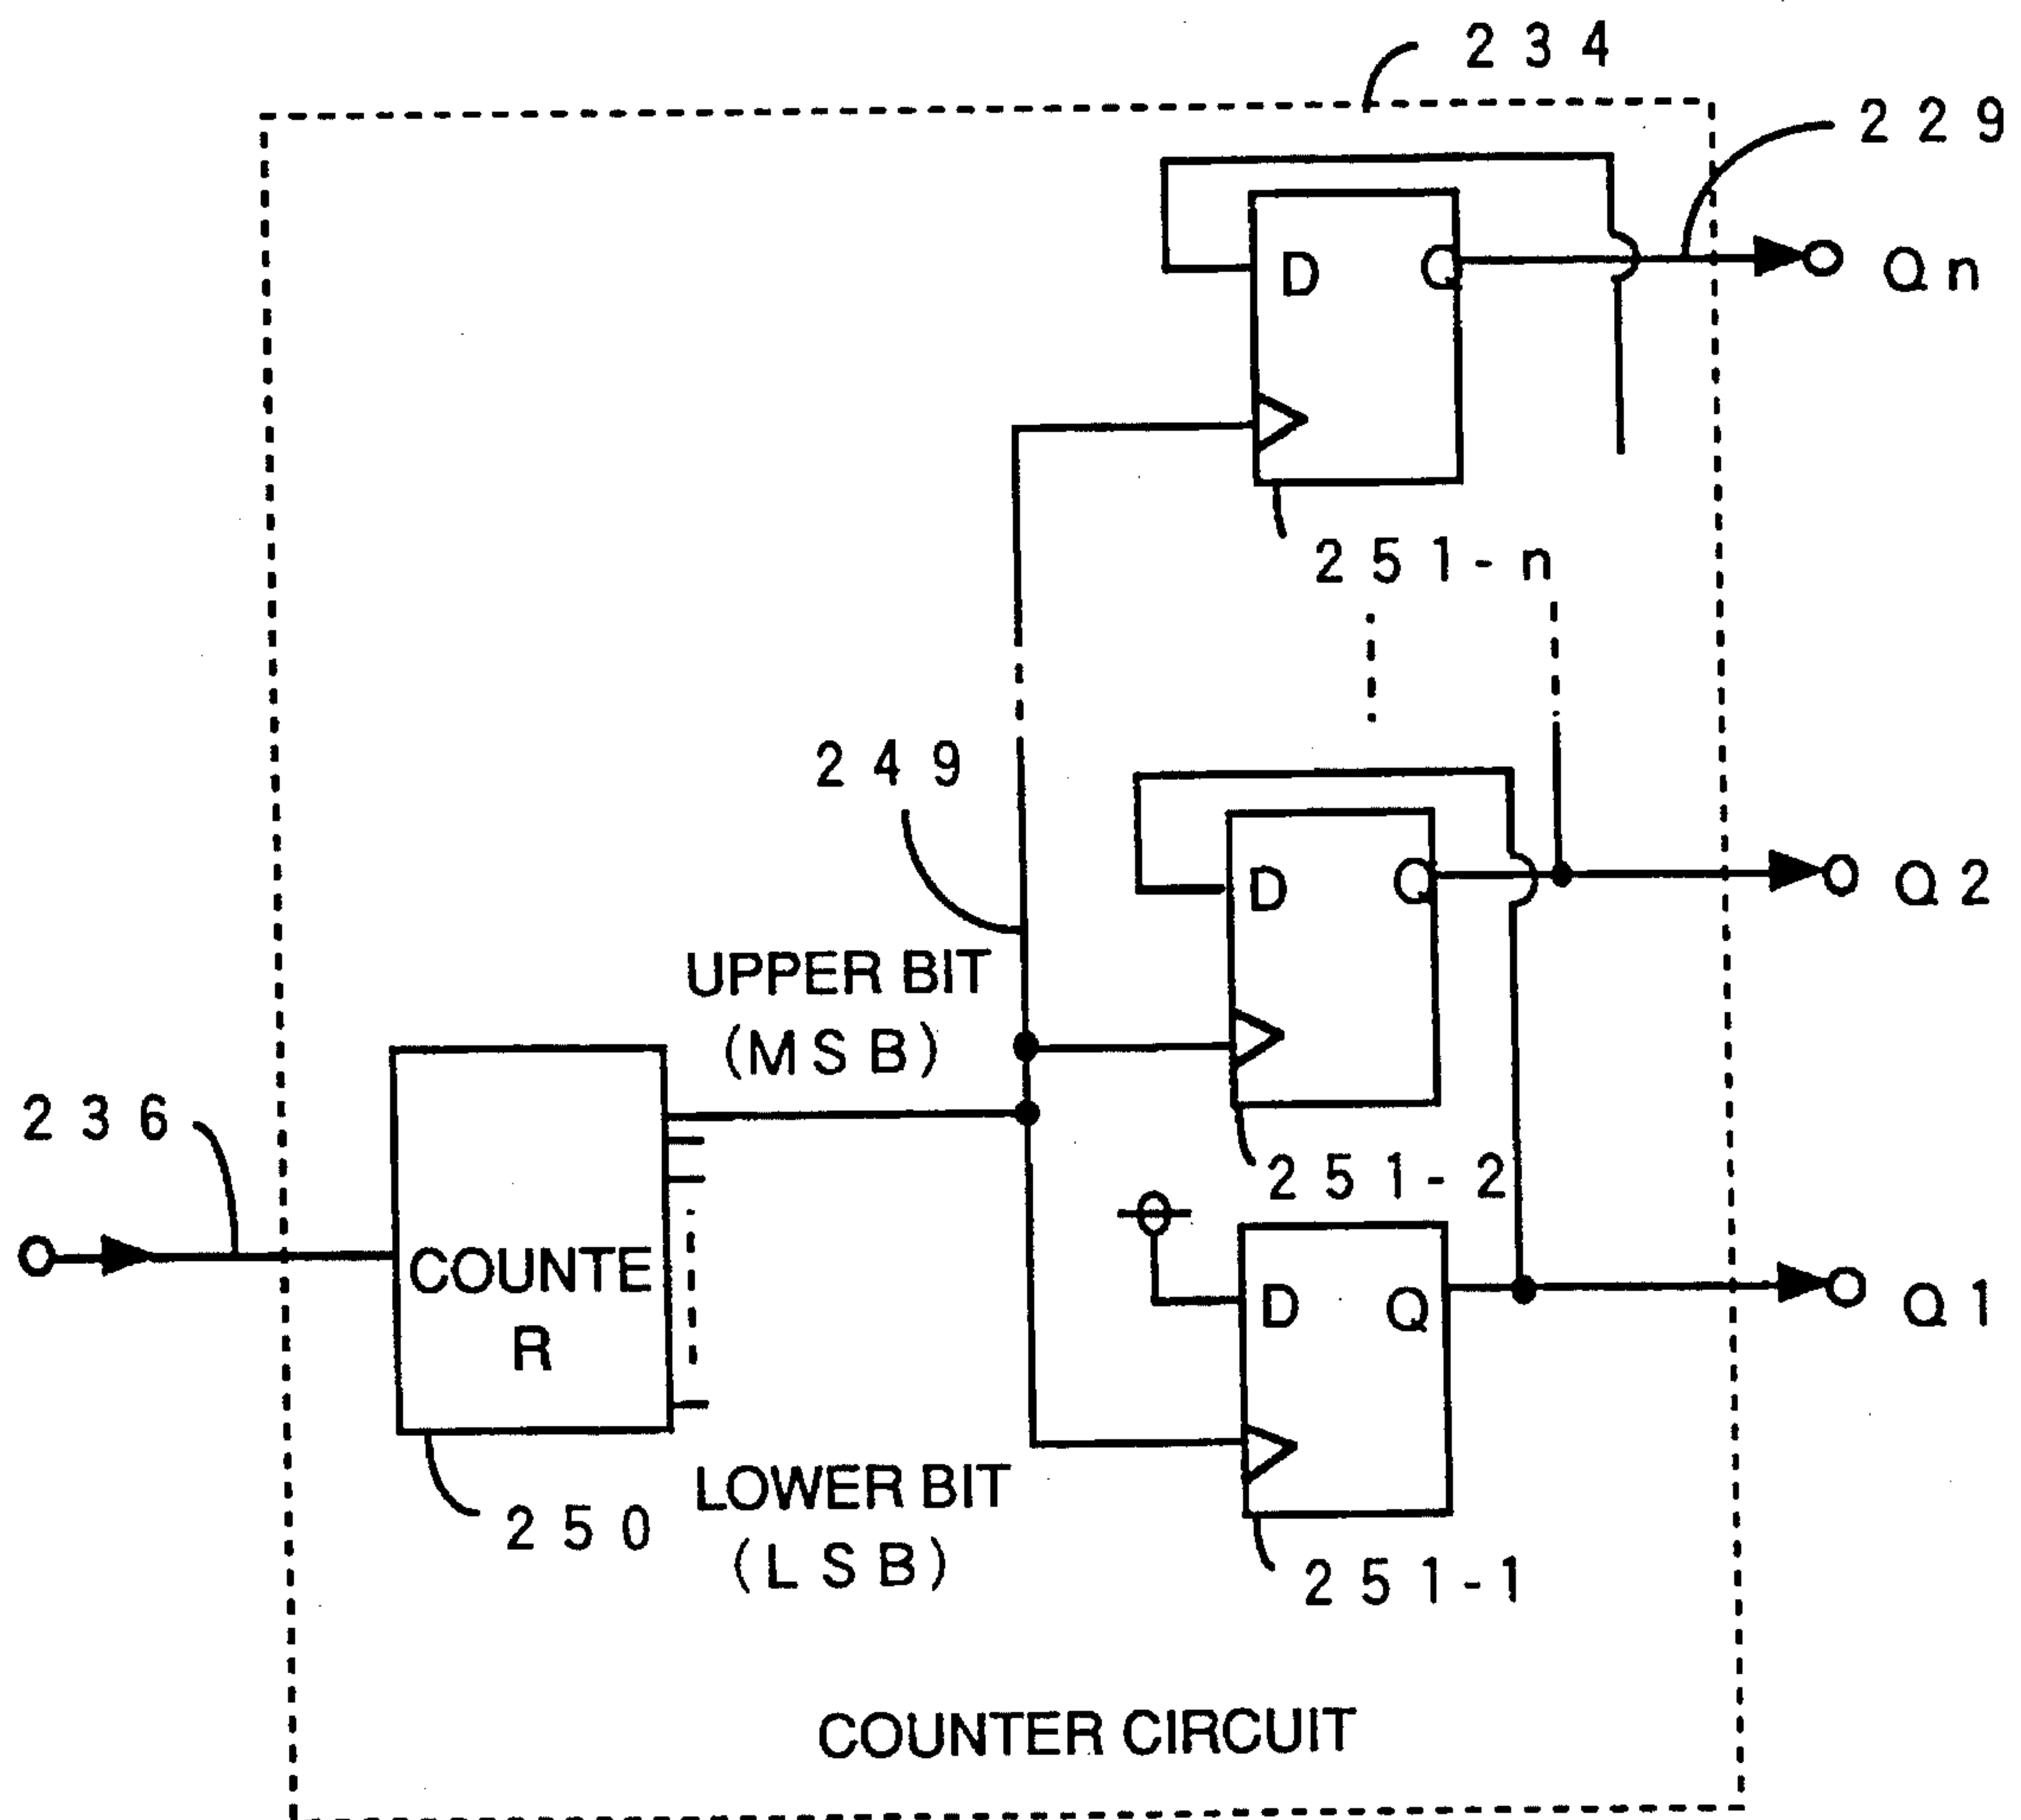 234
229
D Q
Qn
251-n
249
D Q
Q2
UPPER BIT
(MSB)
236
251-2
COUNTE
R
D Q
Q1
LOWER BIT
(LSB)
250
251-1
COUNTER CIRCUIT